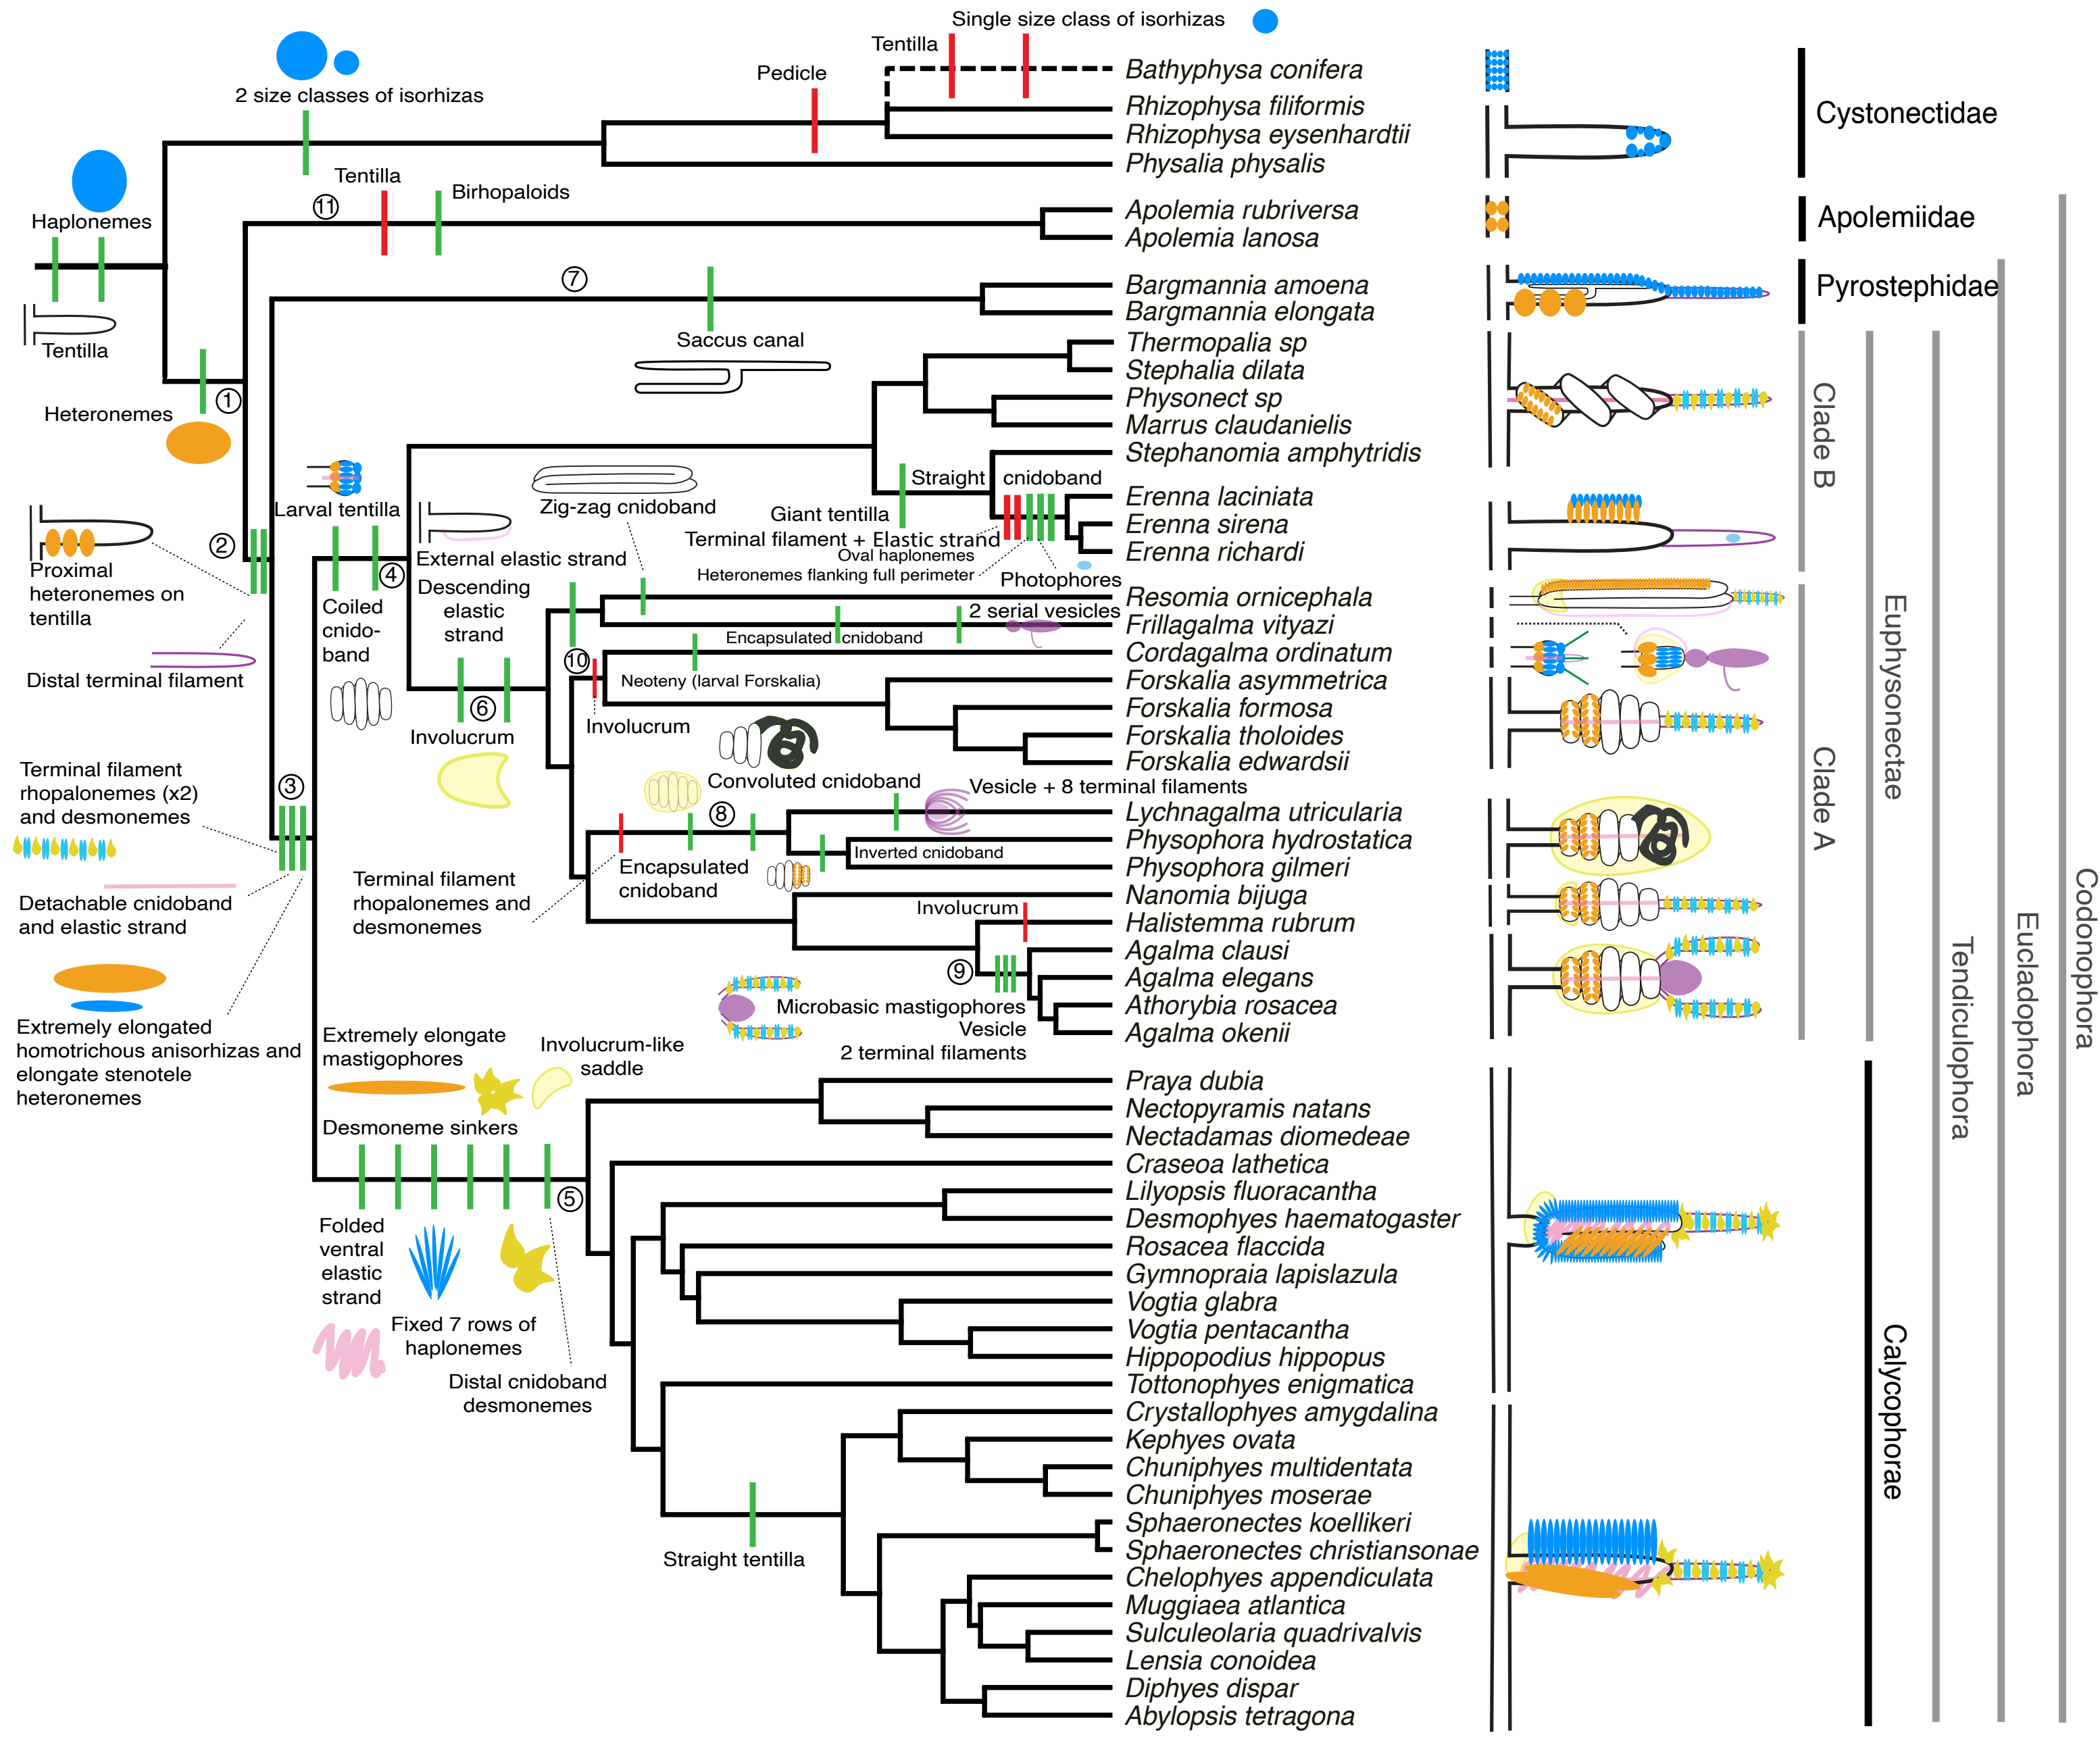 Single size class of isorhizas
Tentilla
Pedicle
2 size classes of isorhizas
Bathyphysa conifera
Rhizophysa filiformis
Rhizophysa eysenhardtii
Physalia physalis
Cystonectidae
Haplonemes
Tentilla
11
Tentilla
Birhopaloids
Apolemia rubriversa
Apolemia lanosa
Apolemiidae
Heteronemes
1
7
Saccus canal
Bargmannia amoena
Bargmannia elongata
Pyrostephidae
Thermopalia sp
Stephalia dilata
Physonect sp
Marrus claudanielis
Stephanomia amphytridis
Erenna laciniata
Erenna sirena
Erenna richardi
Clade B
Straight cnidoband
Giant tentilla
Terminal filament + Elastic strand
Oval haplonemes
Heteronemes flanking full perimeter
Photophores
2
Proximal
heteronemes on
tentilla
Distal terminal filament
Larval tentilla
4
Coiled
cnido-
band
Zig-zag cnidoband
External elastic strand
Descending
elastic
strand
6
Involucrum
Resomia ornicephala
2 serial vesicles
Frillagalma vityazi
Encapsulated cnidoband
10
Cordagalma ordinatum
Neoteny (larval Forskalia)
Involucrum
Forskalia asymmetrica
Forskalia formosa
Forskalia tholoides
Forskalia edwardsii
Convoluted cnidoband
Vesicle + 8 terminal filaments
8
Lychnagalma utricularia
Physophora hydrostatica
Inverted cnidoband
Physophora gilmeri
Encapsulated
cnidoband
Terminal filament
rhopalonemes and
desmonemes
Nanomia bijuga
Involucrum
Halistemma rubrum
Agalma clausi
9
Agalma elegans
Athorybia rosacea
Agalma okenii
Microbasic mastigophores
Vesicle
2 terminal filaments
Clade A
Euphysonectae
Tendiculophora
Eucladophora
Codonophora
3
Terminal filament
rhopalonemes (x2)
and desmonemes
Detachable cnidoband
and elastic strand
Extremely elongated
homotrichous anisorhizas and
elongate stenotele
heteronemes
Extremely elongate
mastigophores
Involucrum-like
saddle
Desmoneme sinkers
5
Folded
ventral
elastic
strand
Fixed 7 rows of
haplonemes
Distal cnidoband
desmonemes
Straight tentilla
Praya dubia
Nectopyramis natans
Nectadamas diomedeae
Craseoa lathetica
Lilyopsis fluoracantha
Desmophyes haematogaster
Rosacea flaccida
Gymnopraia lapislazula
Vogtia glabra
Vogtia pentacantha
Hippopodius hippopus
Tottonophyes enigmatica
Crystallophyes amygdalina
Kephyes ovata
Chuniphyes multidentata
Chuniphyes moserae
Sphaeronectes koellikeri
Sphaeronectes christiansonae
Chelophyes appendiculata
Muggiaea atlantica
Sulculeolaria quadrivalvis
Lensia conoidea
Diphyes dispar
Abylopsis tetragona
Calycophorae